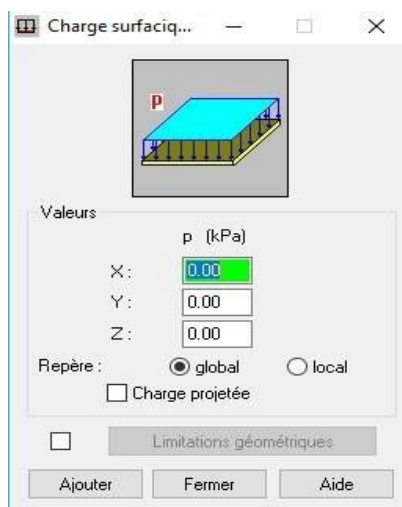 Charge surfaciq...
P
Valeurs
p (kPa)
X: 0.00
Y: 0.00
Z: 0.00
Repère : global local
Charge projetée
Limitations géométriques
Ajouter Fermer Aide